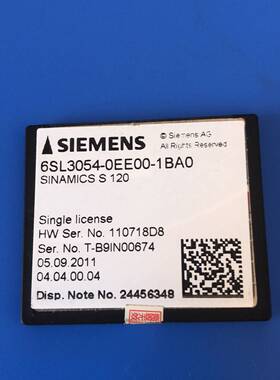 SIEMENS
© Siemens AG
All Rights Reserved
6SL3054-0EE00-1BA0
SINAMICS S 120
Single license
HW Ser. No. 110718D8
Ser. No. T-B9IN00674
05.09.2011
04.04.00.04
Disp. Note No. 24456348